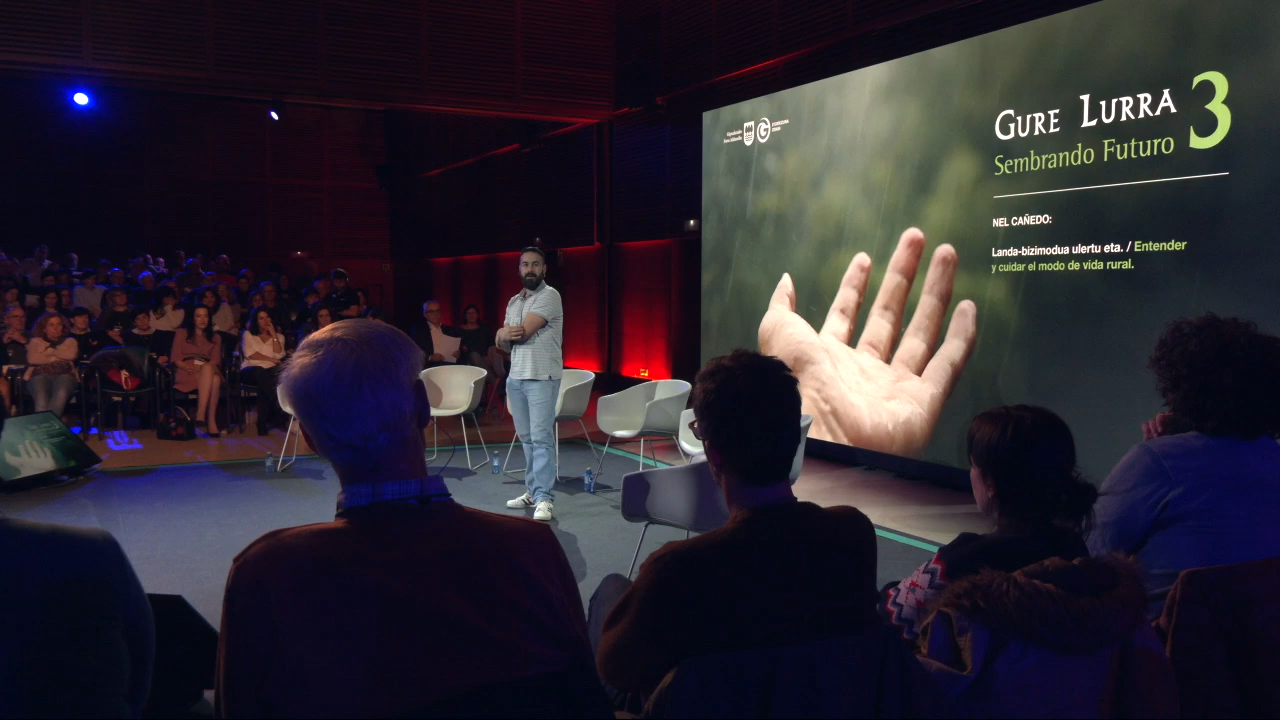 GURE LURRA 3
Sembrando Futuro
NEL CAÑEDO:
Landa-bizimodua ulertu eta. / Entender
y cuidar el modo de vida rural.